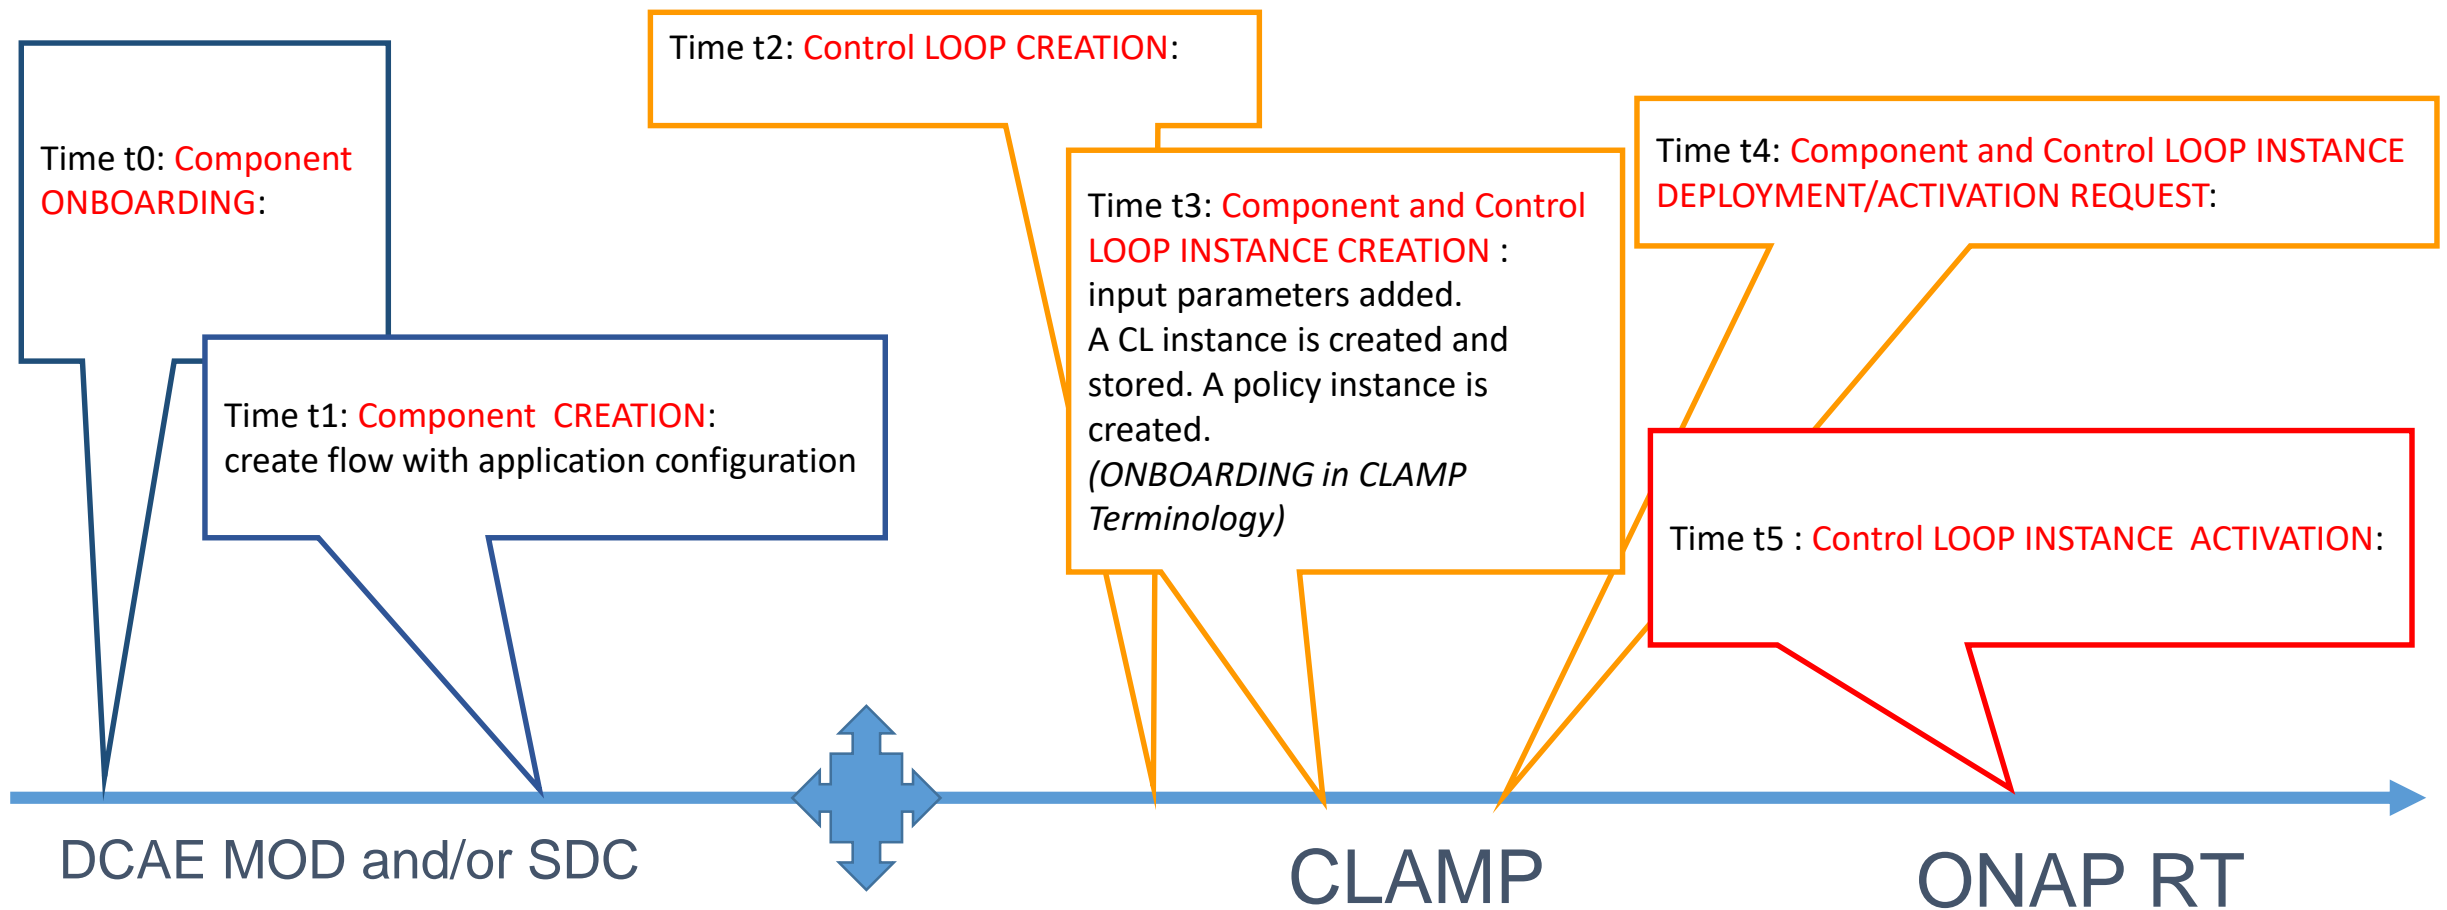 Time t0: Component
ONBOARDING:
Time t1: Component  CREATION:
create flow with application configuration
Time t2: Control LOOP CREATION:
Time t3: Component and Control
LOOP INSTANCE CREATION :
input parameters added.
A CL instance is created and
stored. A policy instance is
created.
(ONBOARDING in CLAMP
Terminology)
Time t4: Component and Control LOOP INSTANCE
DEPLOYMENT/ACTIVATION REQUEST:
Time t5 : Control LOOP INSTANCE  ACTIVATION:
DCAE MOD and/or SDC
CLAMP
ONAP RT